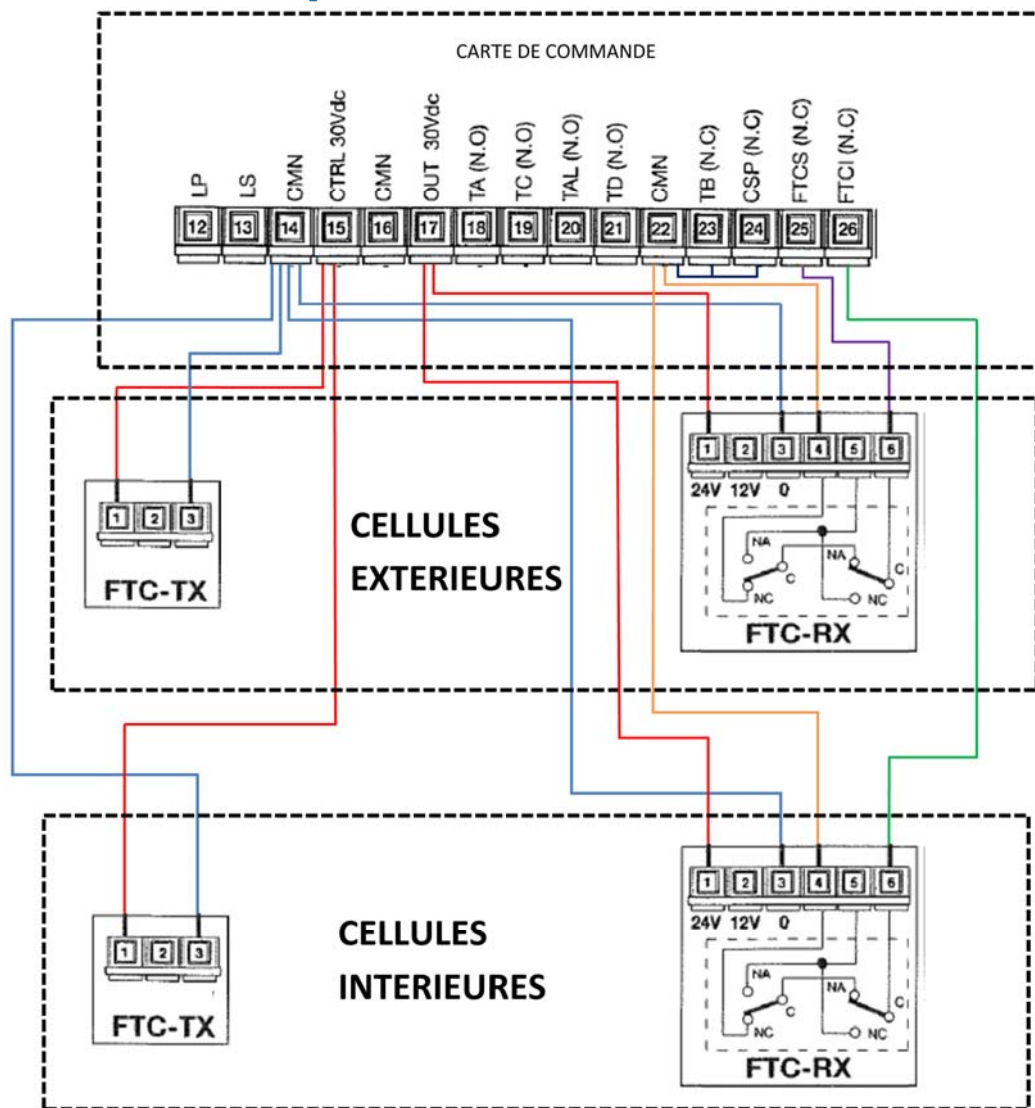 CARTE DE COMMANDE
LP
LS
CMN
CTRL 30Vdc
CMN
OUT 30Vdc
TA (N.O)
TC (N.O)
TAL (N.O)
TD (N.O)
CMN
TB (N.C)
CSP (N.C)
FTCS (N.C)
FTCI (N.C)
12 13 14 15 16 17 18 19 20 21 22 23 24 25 26
1 2 3 4 5 6
24V 12V 0
1 2 3
FTC-TX
CELLULES
EXTERIEURES
NA
NA
C
C
NC
NC
FTC-RX
1 2 3 4 5 6
24V 12V 0
1 2 3
FTC-TX
CELLULES
INTERIEURES
NA
NA
C
C
NC
NC
FTC-RX